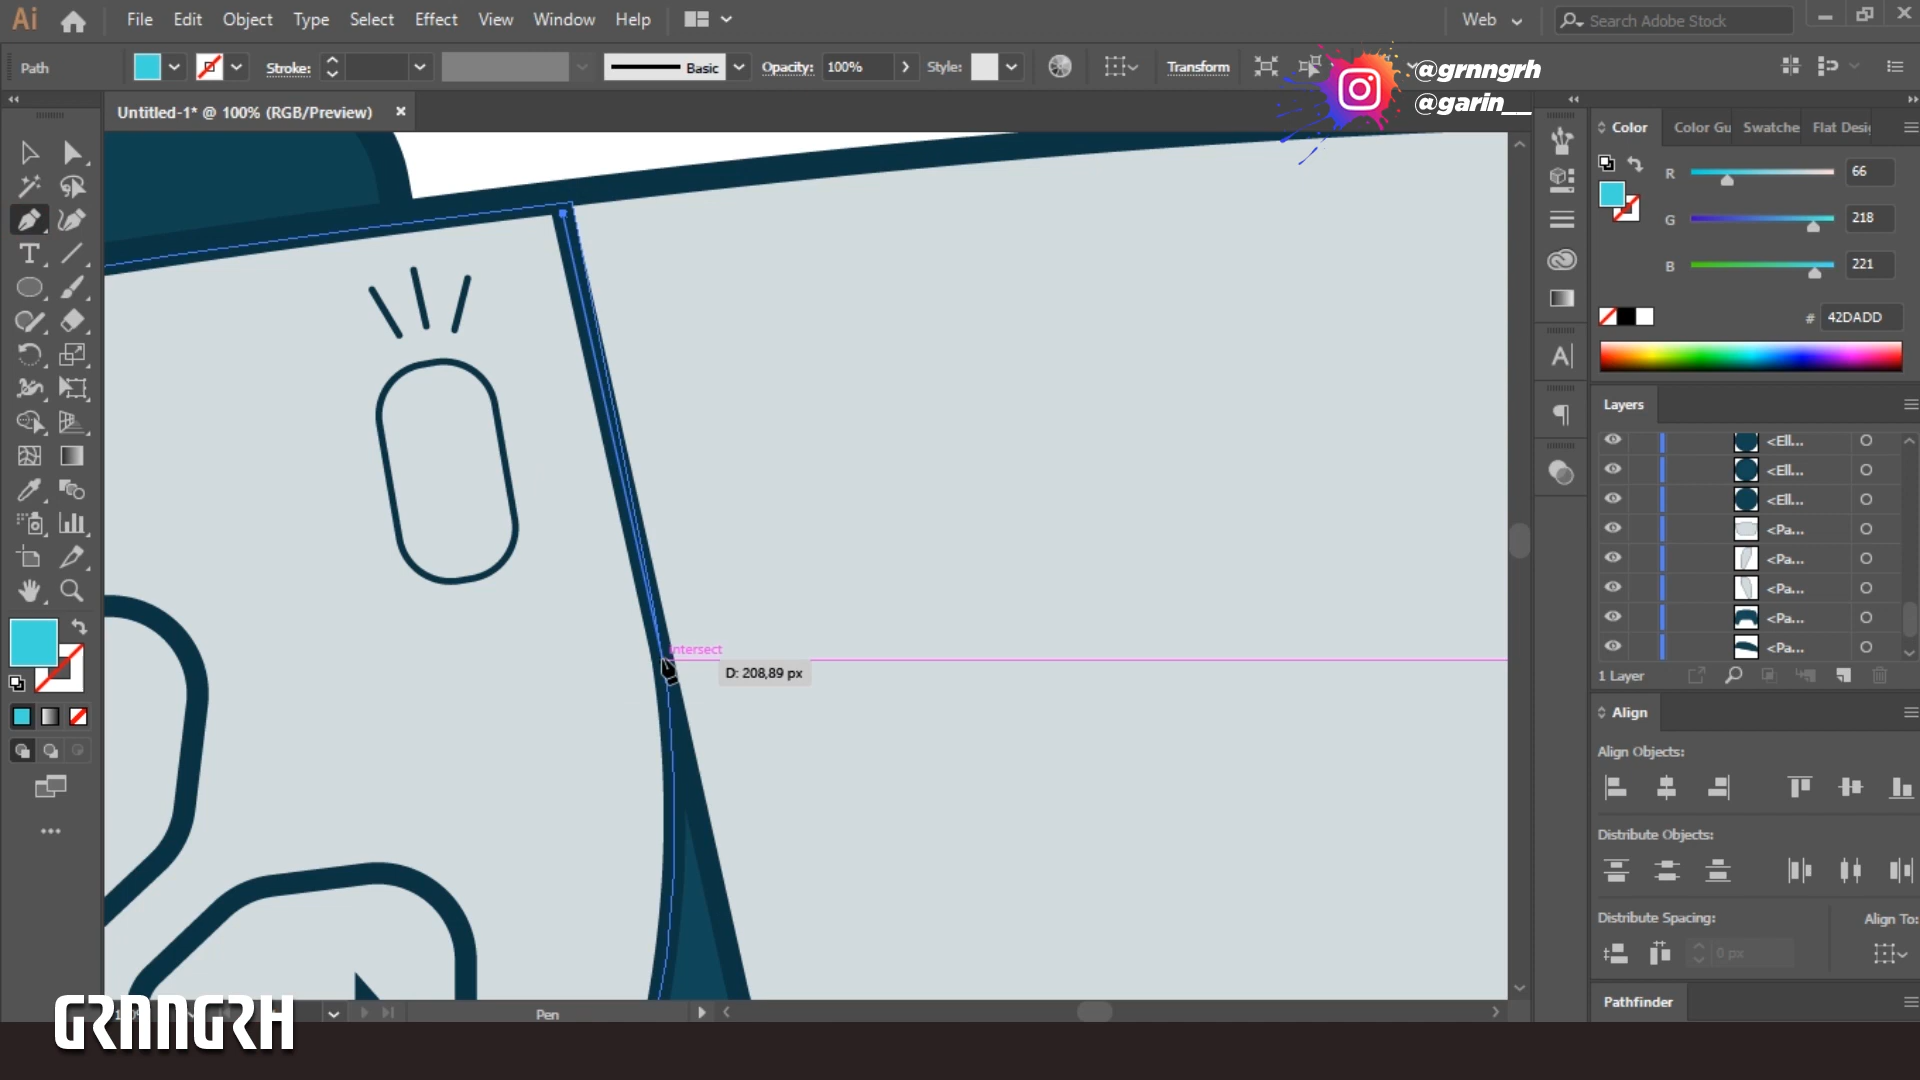 Ai File Edit Object Type Select Effect View Window Help Web Search Adobe Stock
Path Stroke: Basic Opacity: 100% Style: Transform
@grnngrh
@garin__
Untitled-1* @ 100% (RGB/Preview)
Color Color Gu Swatche Flat Desi
R 66
G 218
B 221
# 42DADD
Layers
<Ell...
<Ell...
<Ell...
<Pa...
<Pa...
<Pa...
<Pa...
<Pa...
1 Layer
Intersect
D: 208,89 px
Align
Align Objects:
Distribute Objects:
Distribute Spacing: Align To:
0 px
Pathfinder
Pen
GRNNGRH